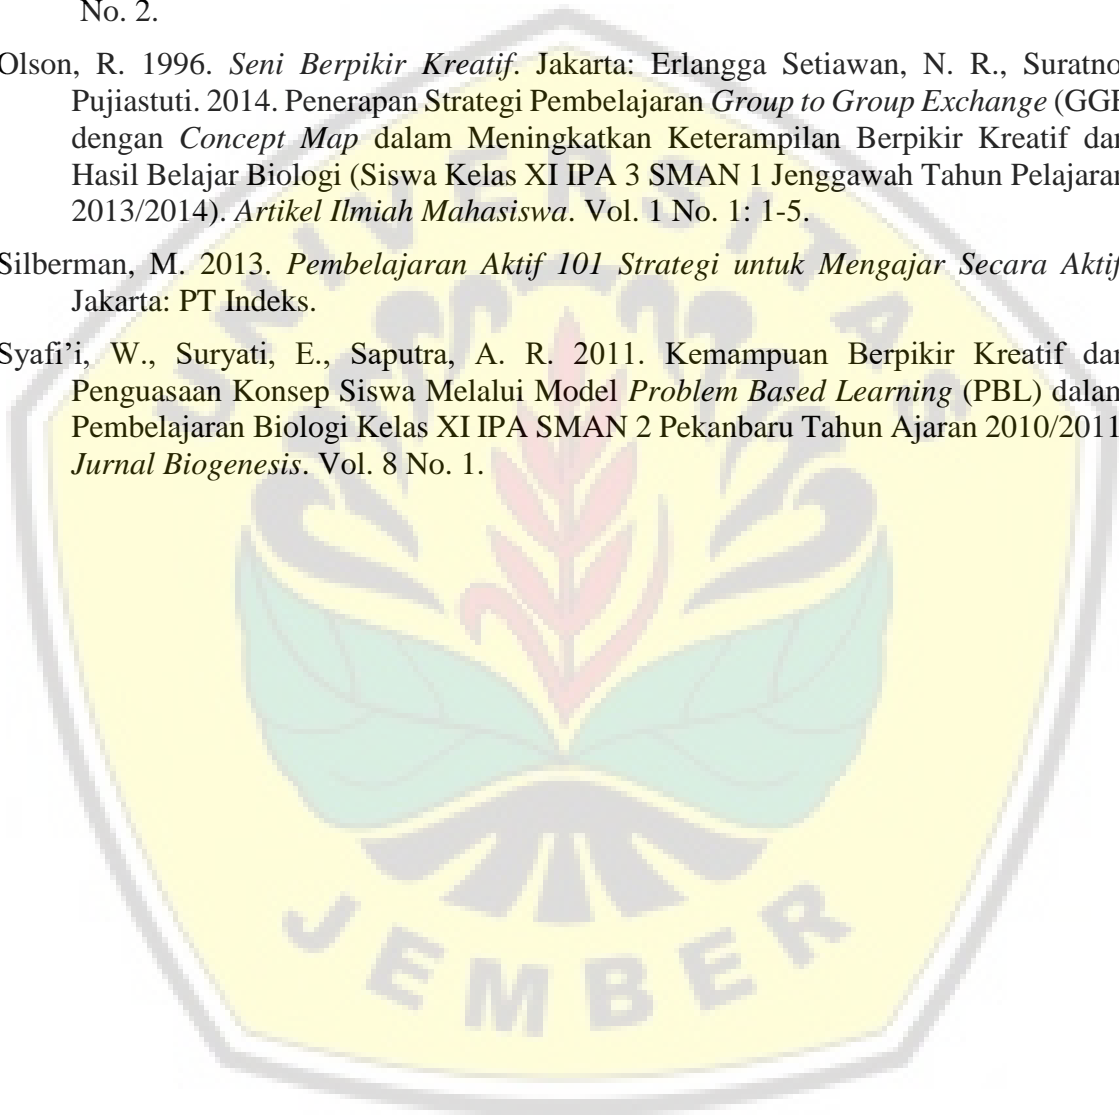 No. 2.
Olson, R. 1996. Seni Berpikir Kreatif. Jakarta: Erlangga Setiawan, N. R., Suratno
Pujiastuti. 2014. Penerapan Strategi Pembelajaran Group to Group Exchange (GGE
dengan Concept Map dalam Meningkatkan Keterampilan Berpikir Kreatif dan
Hasil Belajar Biologi (Siswa Kelas XI IPA 3 SMAN 1 Jenggawah Tahun Pelajaran
2013/2014). Artikel Ilmiah Mahasiswa. Vol. 1 No. 1: 1-5.
Silberman, M. 2013. Pembelajaran Aktif 101 Strategi untuk Mengajar Secara Aktif
Jakarta: PT Indeks.
Syafi’i, W., Suryati, E., Saputra, A. R. 2011. Kemampuan Berpikir Kreatif dan
Penguasaan Konsep Siswa Melalui Model Problem Based Learning (PBL) dalam
Pembelajaran Biologi Kelas XI IPA SMAN 2 Pekanbaru Tahun Ajaran 2010/2011
Jurnal Biogenesis. Vol. 8 No. 1.
UNIVERSITAS
JEMBER